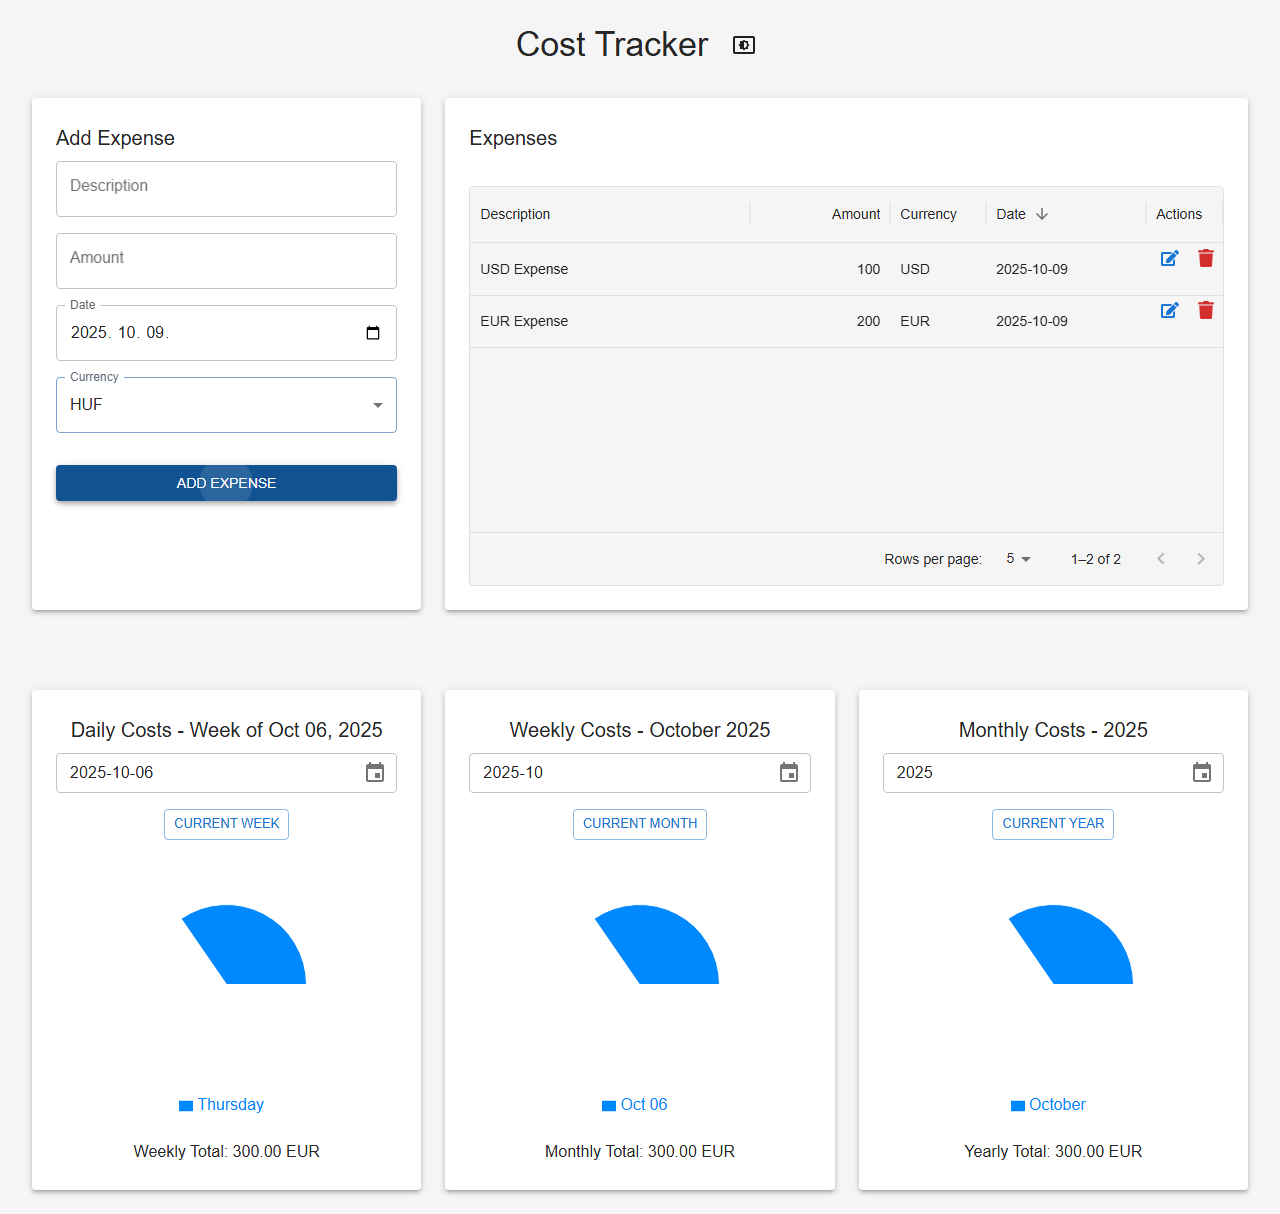 Cost Tracker
Add Expense
Description
Amount
Date
2025. 10. 09.
Currency
HUF
ADD EXPENSE
Expenses
Description Amount Currency Date Actions
USD Expense 100 USD 2025-10-09
EUR Expense 200 EUR 2025-10-09
Rows per page: 5 1–2 of 2
Daily Costs - Week of Oct 06, 2025
2025-10-06
CURRENT WEEK
Thursday
Weekly Total: 300.00 EUR
Weekly Costs - October 2025
2025-10
CURRENT MONTH
Oct 06
Monthly Total: 300.00 EUR
Monthly Costs - 2025
2025
CURRENT YEAR
October
Yearly Total: 300.00 EUR